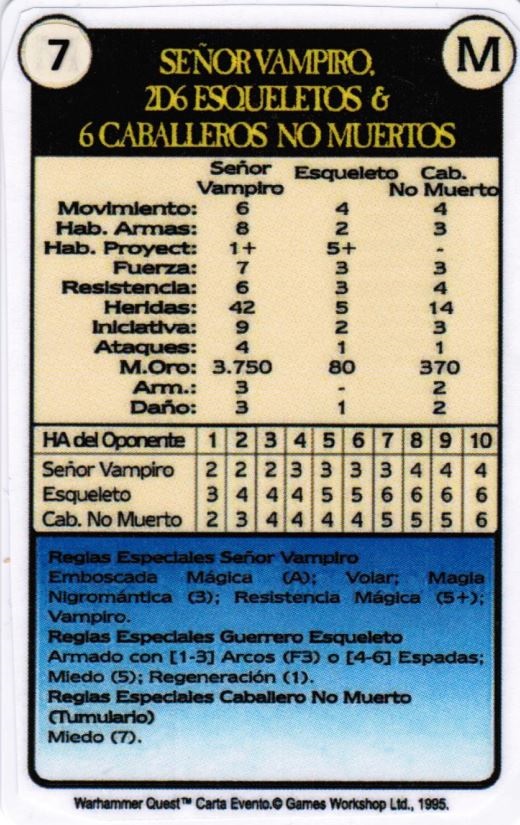 7
M
SEÑOR VAMPIRO,
2D6 ESQUELETOS &
6 CABALLEROS NO MUERTOS
Señor Vampiro Esqueleto Cab. No Muerto
Movimiento: 6 4 4
Hab. Armas: 8 2 3
Hab. Proyect: 1+ 5+ -
Fuerza: 7 3 3
Resistencia: 6 3 4
Heridas: 42 5 14
Iniciativa: 9 2 3
Ataques: 4 1 1
M.Oro: 3.750 80 370
Arm.: 3 - 2
Daño: 3 1 2
HA del Oponente 1 2 3 4 5 6 7 8 9 10
Señor Vampiro 2 2 2 3 3 3 3 4 4 4
Esqueleto 3 4 4 4 5 5 6 6 6 6
Cab. No Muerto 2 3 4 4 4 4 5 5 5 6
Reglas Especiales Señor Vampiro
Emboscada Mágica (A); Volar; Magia
Nigromántica (3); Resistencia Mágica (5+);
Vampiro.
Reglas Especiales Guerrero Esqueleto
Armado con [1-3] Arcos (F3) o [4-6] Espadas;
Miedo (5); Regeneración (1).
Reglas Especiales Caballero No Muerto
(Tumulario)
Miedo (7).
Warhammer Quest™ Carta Evento.© Games Workshop Ltd., 1995.